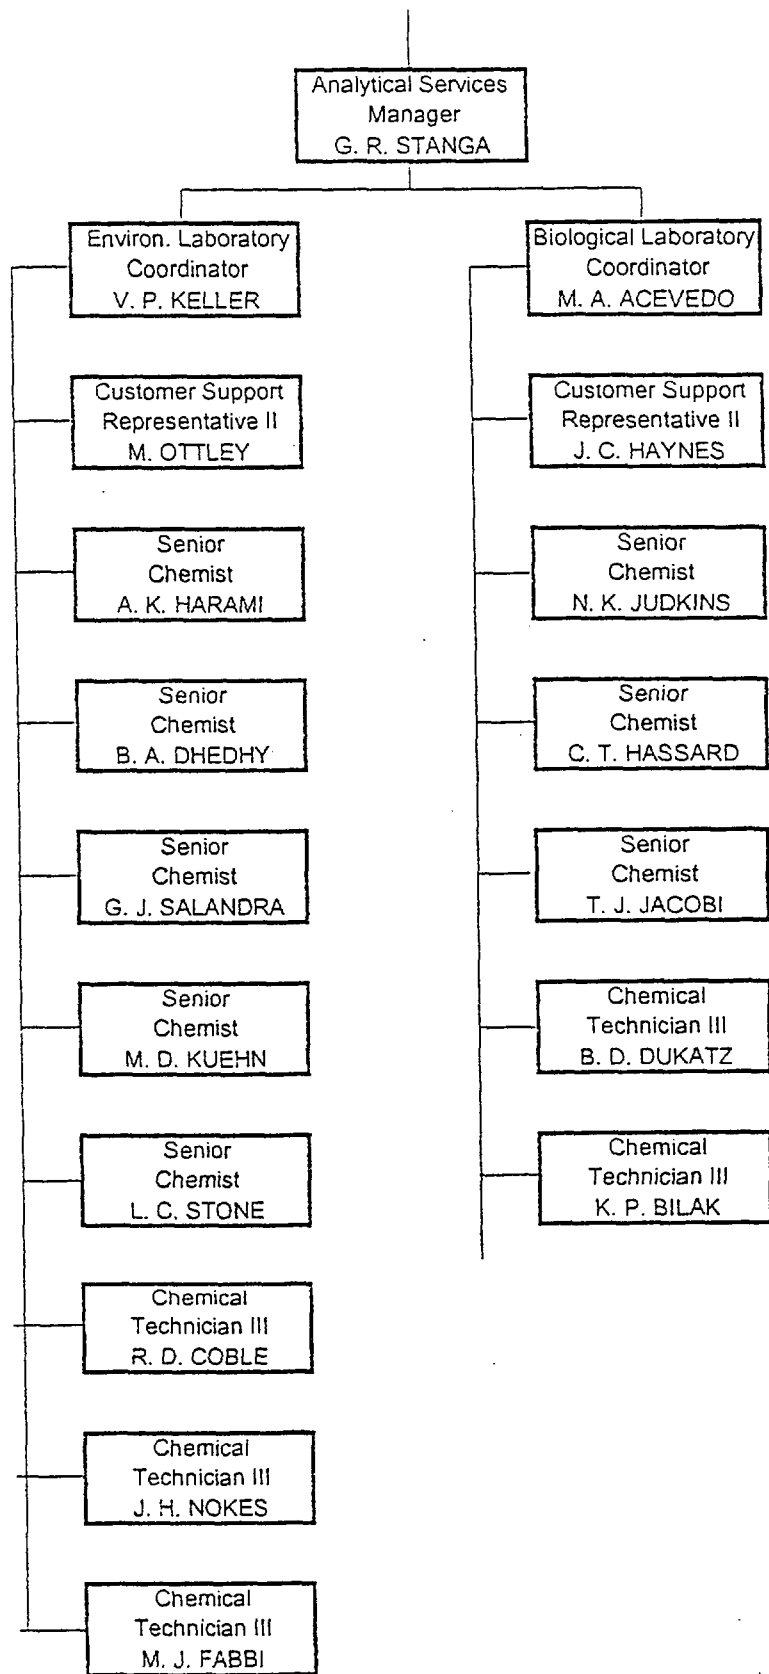 Analytical Services
Manager
G. R. STANGA
Environ. Laboratory
Coordinator
V. P. KELLER
Customer Support
Representative II
M. OTTLEY
Senior
Chemist
A. K. HARAMI
Senior
Chemist
B. A. DHEDHY
Senior
Chemist
G. J. SALANDRA
Senior
Chemist
M. D. KUEHN
Senior
Chemist
L. C. STONE
Chemical
Technician III
R. D. COBLE
Chemical
Technician III
J. H. NOKES
Chemical
Technician III
M. J. FABBI
Biological Laboratory
Coordinator
M. A. ACEVEDO
Customer Support
Representative II
J. C. HAYNES
Senior
Chemist
N. K. JUDKINS
Senior
Chemist
C. T. HASSARD
Senior
Chemist
T. J. JACOBI
Chemical
Technician III
B. D. DUKATZ
Chemical
Technician III
K. P. BILAK